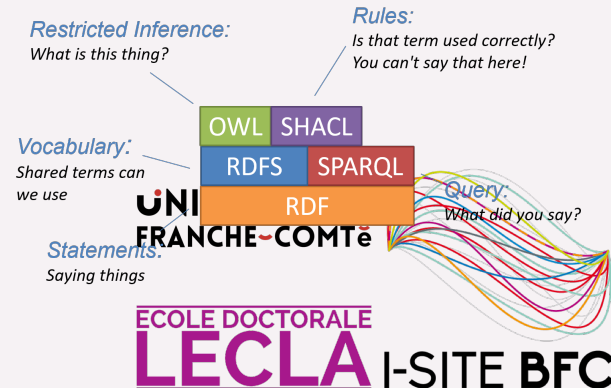 Restricted Inference:
What is this thing?
Rules:
Is that term used correctly?
You can't say that here!
OWL
SHACL
Vocabulary:
Shared terms can
we use
RDFS
SPARQL
RDF
Query:
What did you say?
UNI
FRANCHE-COMTé
Statements:
Saying things
ECOLE DOCTORALE
LECLA
I-SITE BFC